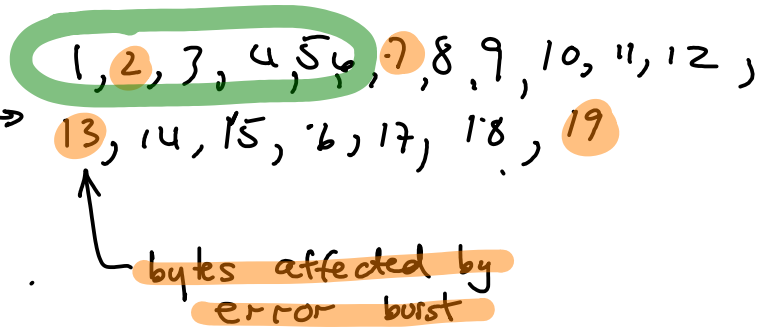 1, 2, 3, 4, 5, 6, 7, 8, 9, 10, 11, 12,
→ 13, 14, 15, 16, 17, 18, 19
bytes affected by
error burst